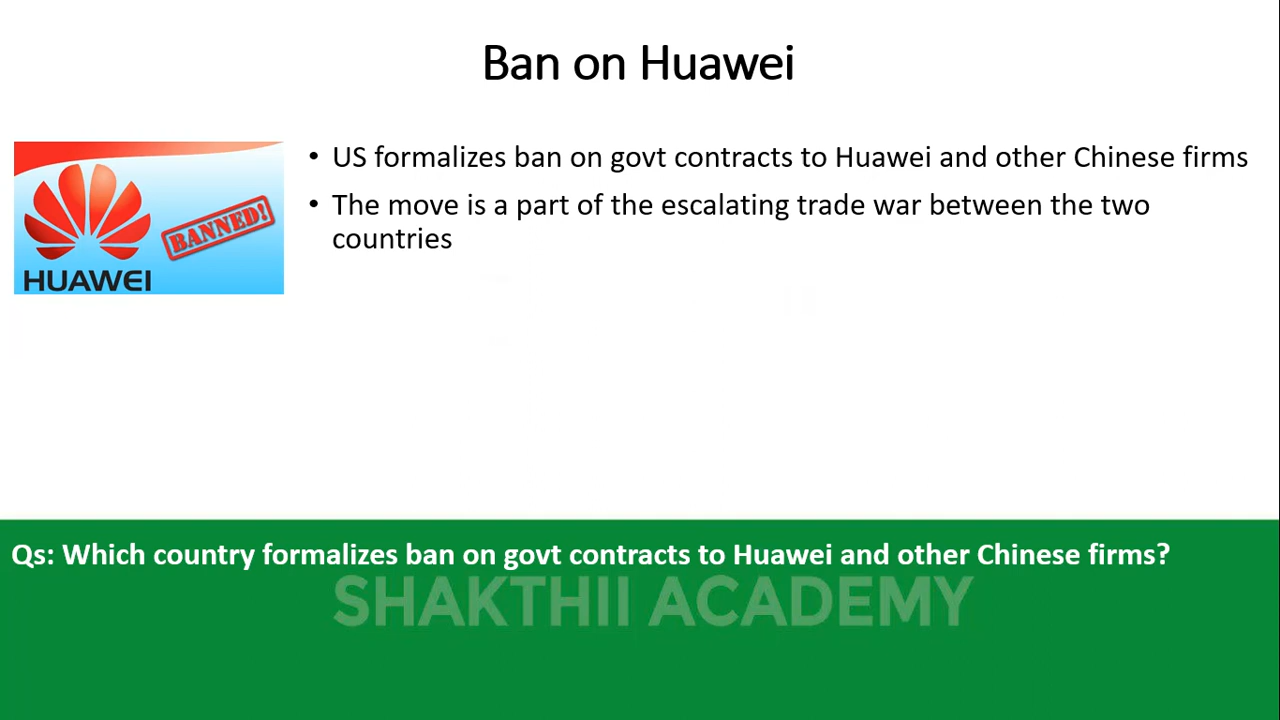 Ban on Huawei
HUAWEI
BANNED!
• US formalizes ban on govt contracts to Huawei and other Chinese firms
• The move is a part of the escalating trade war between the two
countries
Qs: Which country formalizes ban on govt contracts to Huawei and other Chinese firms?
SHAKTHII ACADEMY